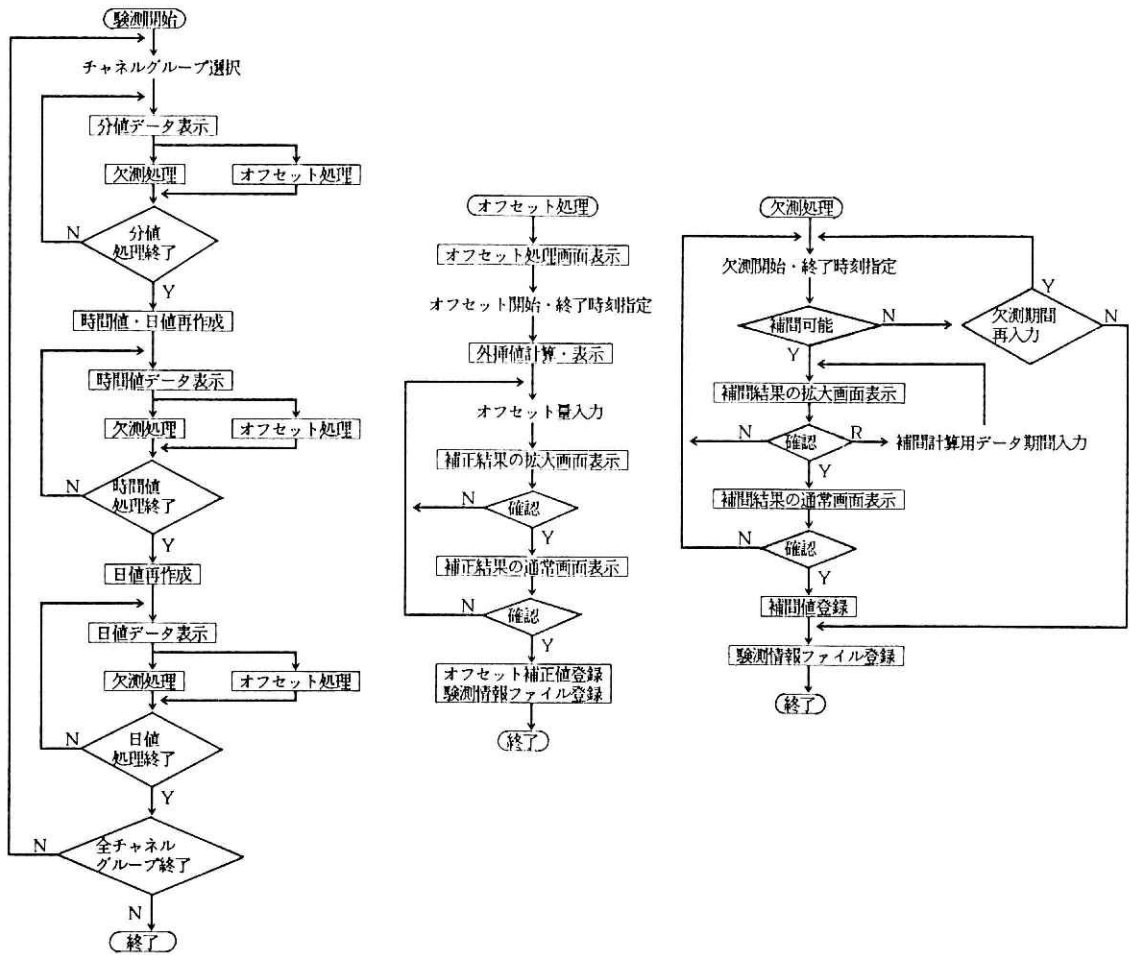 験測開始
チャネルグループ選択
分値データ表示
欠測処理
オフセット処理
N
分値
処理終了
Y
時間値・日値再作成
時間値データ表示
欠測処理
オフセット処理
N
時間値
処理終了
Y
日値再作成
日値データ表示
欠測処理
オフセット処理
N
日値
処理終了
Y
N
全チャネル
グループ終了
N
終了
オフセット処理
オフセット処理画面表示
オフセット開始・終了時刻指定
外挿値計算・表示
オフセット量入力
補正結果の拡大画面表示
N
確認
Y
補正結果の通常画面表示
N
確認
Y
オフセット補正値登録
験測情報ファイル登録
終了
欠測処理
欠測開始・終了時刻指定
補間可能
N
Y
欠測期間
再入力
Y
N
補間結果の拡大画面表示
N
確認
R
補間計算用データ期間入力
Y
補間結果の通常画面表示
N
確認
Y
補間値登録
験測情報ファイル登録
終了